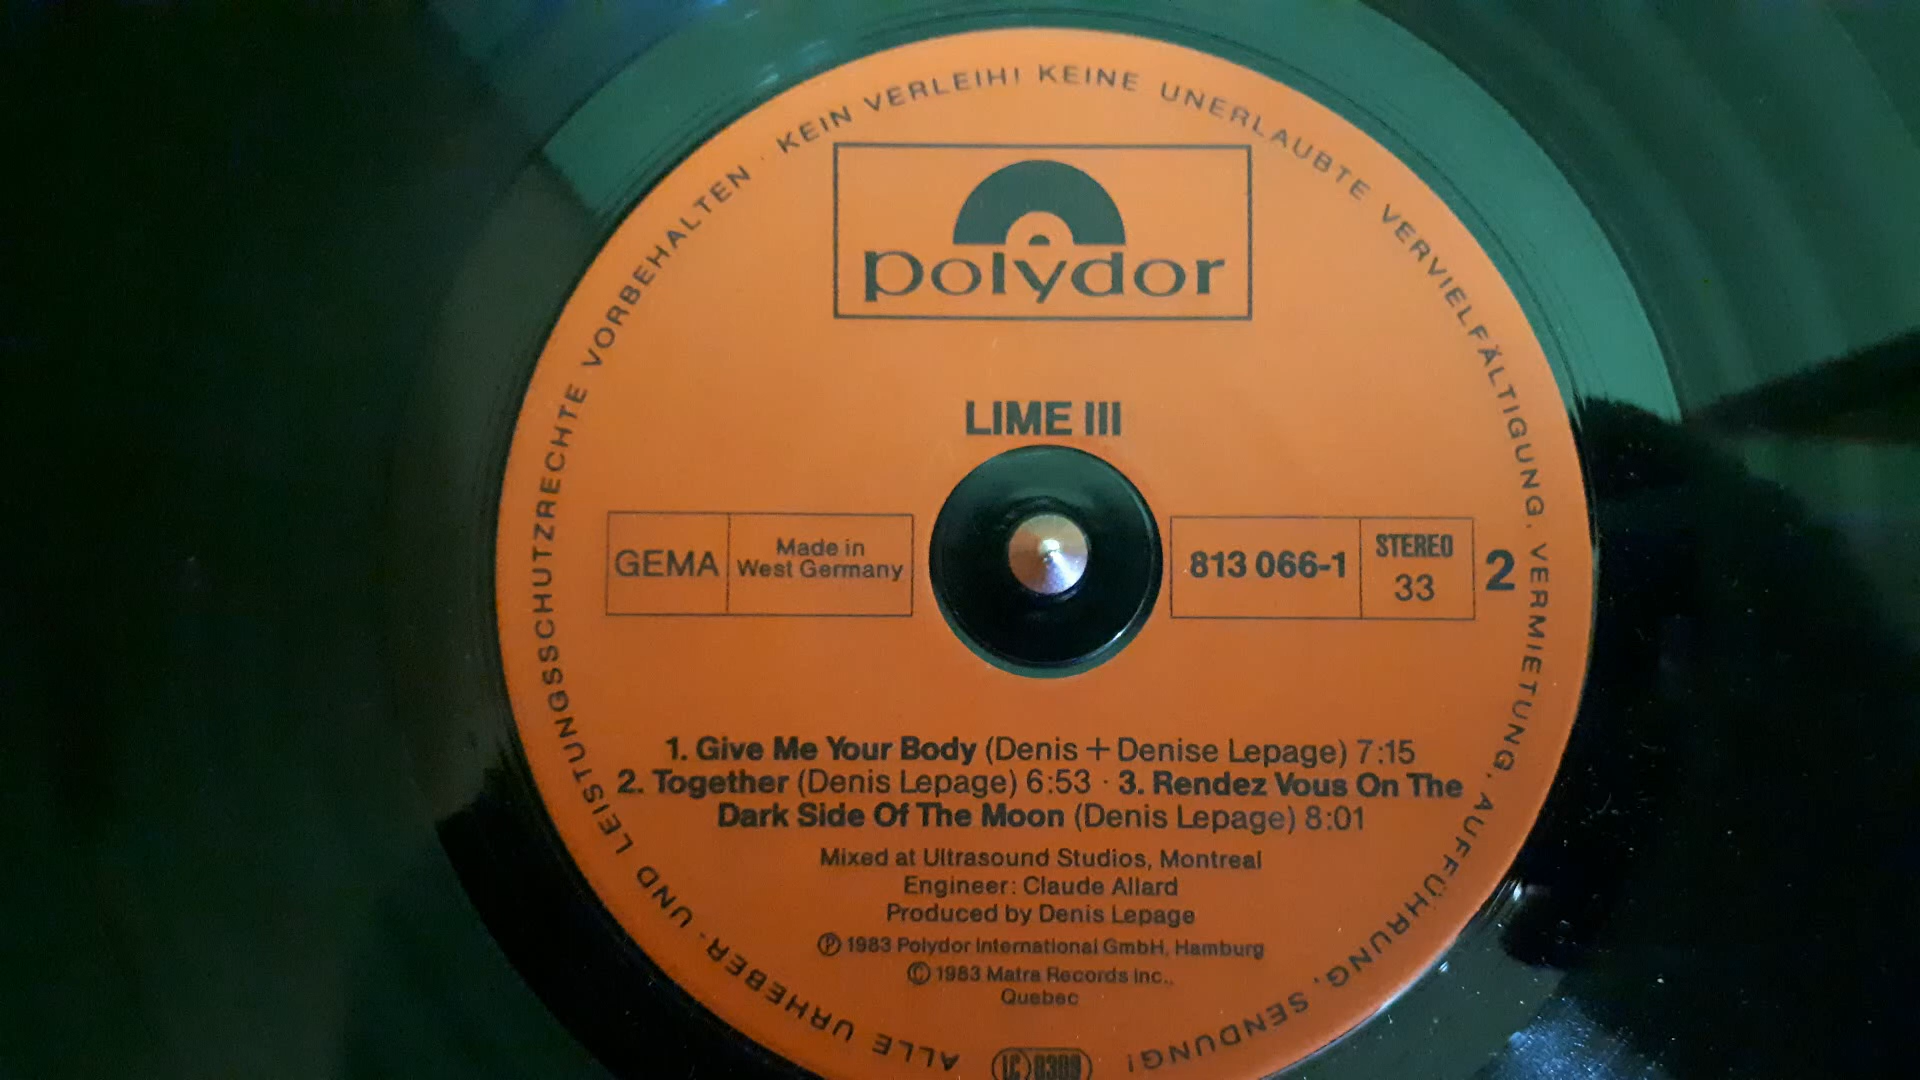 ALLE URHEBER- UND LEISTUNGSSCHUTZRECHTE VORBEHALTEN · KEIN VERLEIH! KEINE UNERLAUBTE VERVIELFÄLTIGUNG, VERMIETUNG, AUFFÜHRUNG, SENDUNG!
polydor
LIME III
GEMA
Made in
West Germany
813 066-1
STEREO
33
2
1. Give Me Your Body (Denis + Denise Lepage) 7:15
2. Together (Denis Lepage) 6:53 · 3. Rendez Vous On The
Dark Side Of The Moon (Denis Lepage) 8:01
Mixed at Ultrasound Studios, Montreal
Engineer: Claude Allard
Produced by Denis Lepage
Ⓟ 1983 Polydor International GmbH, Hamburg
© 1983 Matra Records Inc.,
Quebec
LC 0309